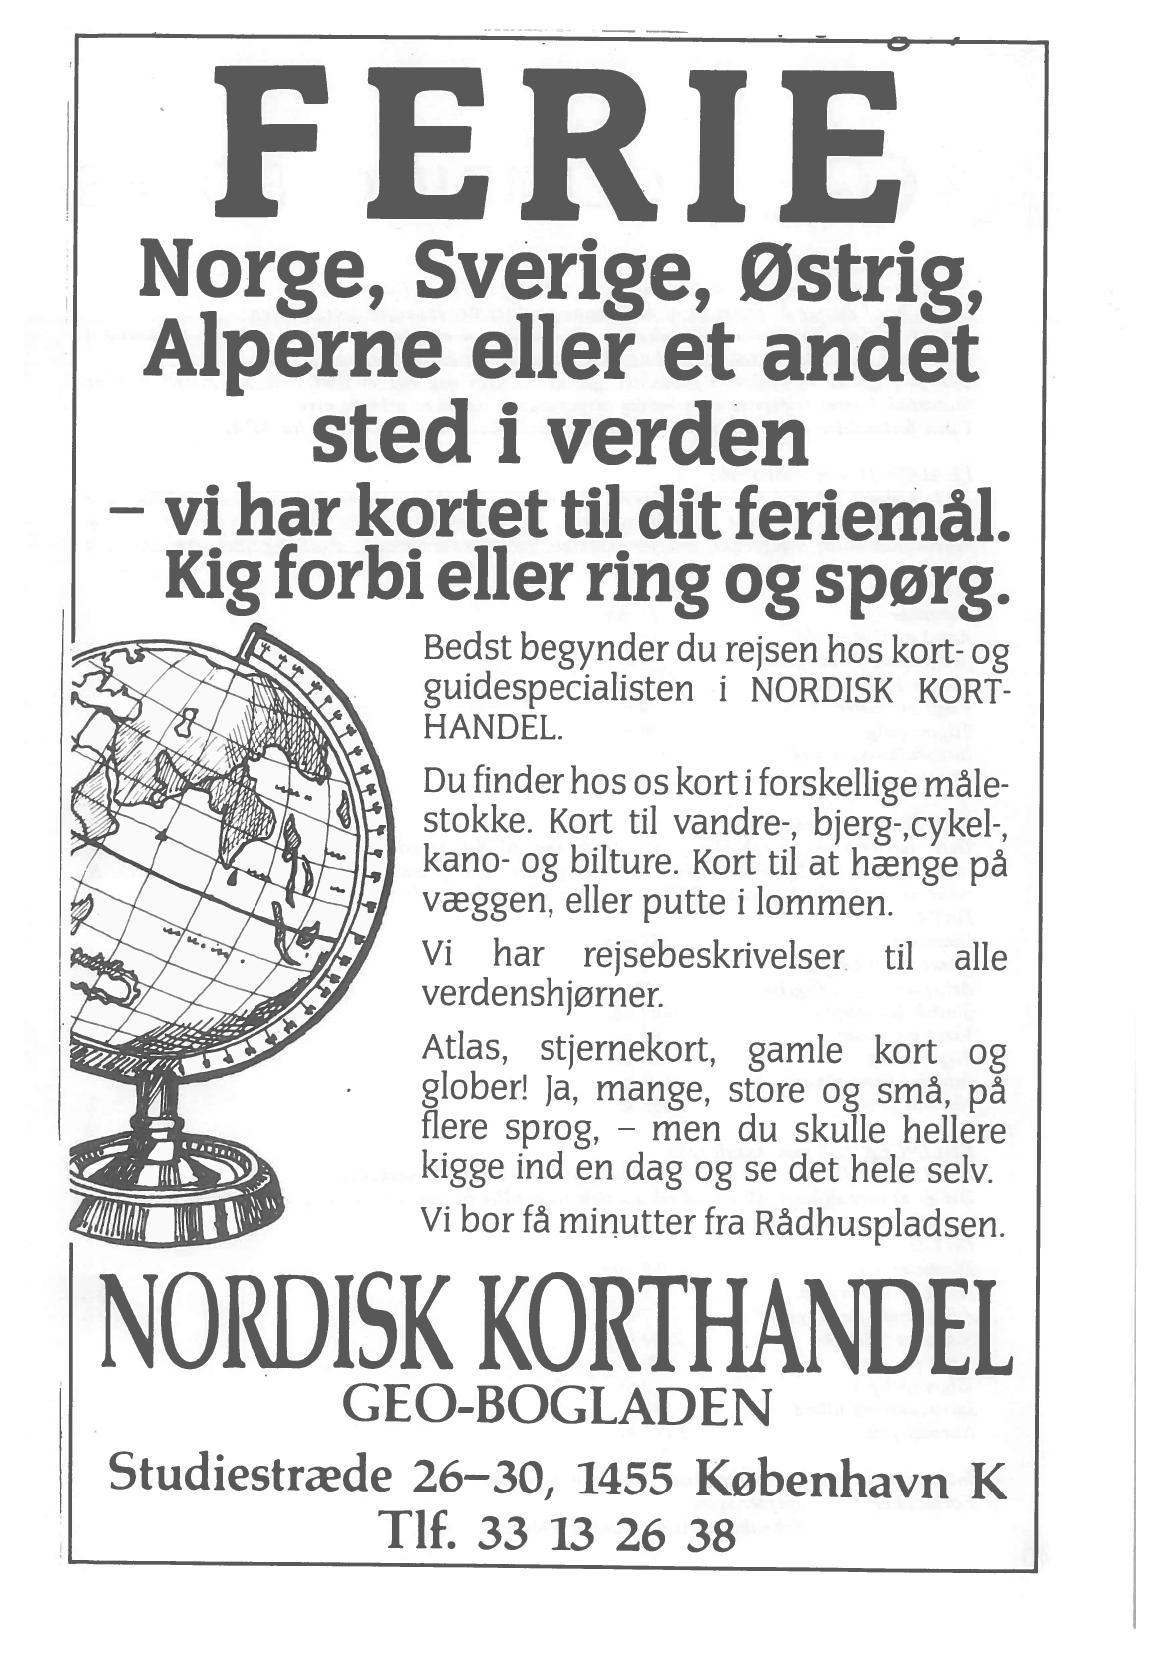 FERIE
Norge, Sverige, Østrig,
Alperne eller et andet
sted i verden
– vi har kortet til dit feriemål.
Kig forbi eller ring og spørg.
Bedst begynder du rejsen hos kort- og
guidespecialisten i NORDISK KORT-
HANDEL.
Du finder hos os kort i forskellige måle-
stokke. Kort til vandre-, bjerg-,cykel-,
kano- og bilture. Kort til at hænge på
væggen, eller putte i lommen.
Vi har rejsebeskrivelser til alle
verdenshjørner.
Atlas, stjernekort, gamle kort og
glober! Ja, mange, store og små, på
flere sprog, – men du skulle hellere
kigge ind en dag og se det hele selv.
Vi bor få minutter fra Rådhuspladsen.
NORDISK KORTHANDEL
GEO-BOGLADEN
Studiestræde 26–30, 1455 København K
Tlf. 33 13 26 38